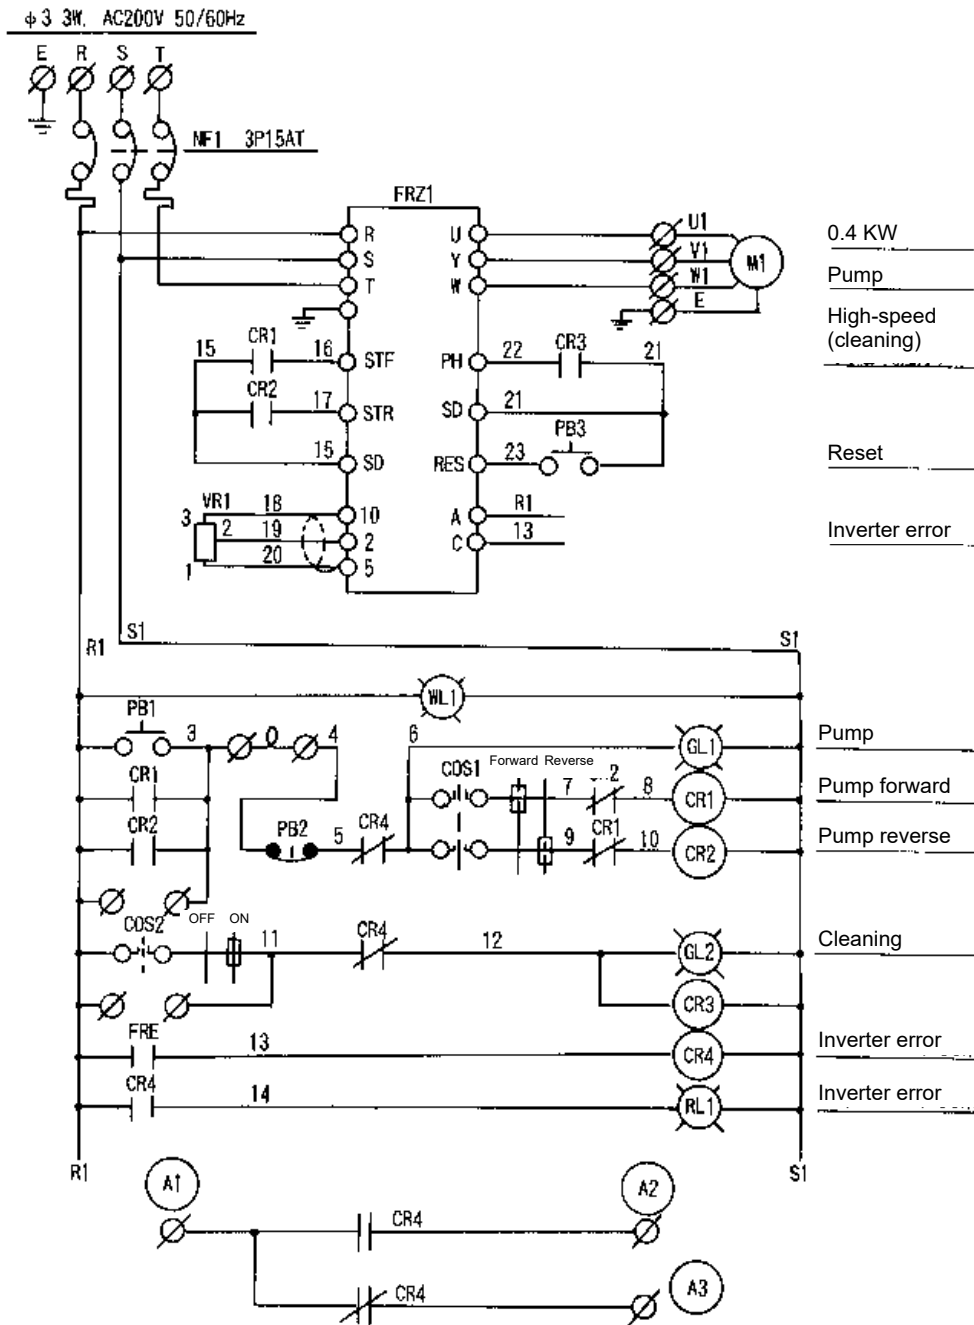 ϕ3 3W. AC200V 50/60Hz
E R S T
NF1 3P15AT
FRZ1
R U U1
S Y V1 M1
T W W1
E
0.4 KW
Pump
High-speed
(cleaning)
15 CR1 16 STF PH 22 CR3 21
CR2 17 STR SD 21
PB3
15 SD RES 23
Reset
VR1 18 10 A R1
3 2 19 2 C 13
20 5
1
Inverter error
R1 S1 S1
WL1
PB1 3 0 4 6 GL1 Pump
Forward Reverse
CR1 COS1 7 2 8 CR1 Pump forward
CR2 PB2 5 CR4 9 CR1 10 CR2 Pump reverse
COS2 OFF ON 11 CR4 12 GL2 Cleaning
CR3
FRE 13 CR4 Inverter error
CR4 14 RL1 Inverter error
R1 S1
A1 A2
CR4
CR4 A3